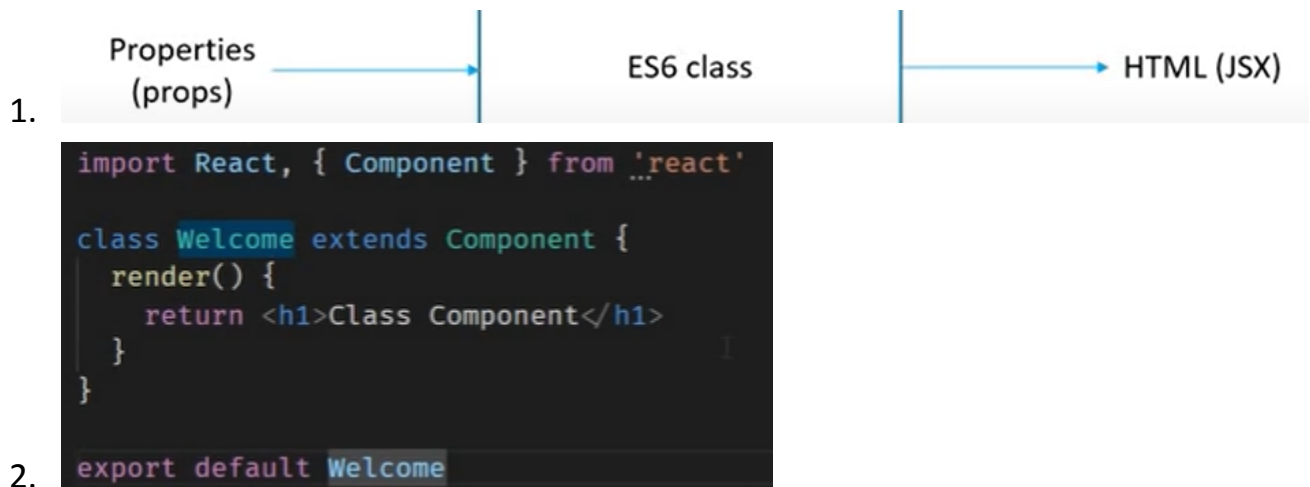 Properties
(props)
ES6 class
HTML (JSX)
1.
import React, { Component } from 'react'
class Welcome extends Component {
render() {
return <h1>Class Component</h1>
}
}
export default Welcome
2.